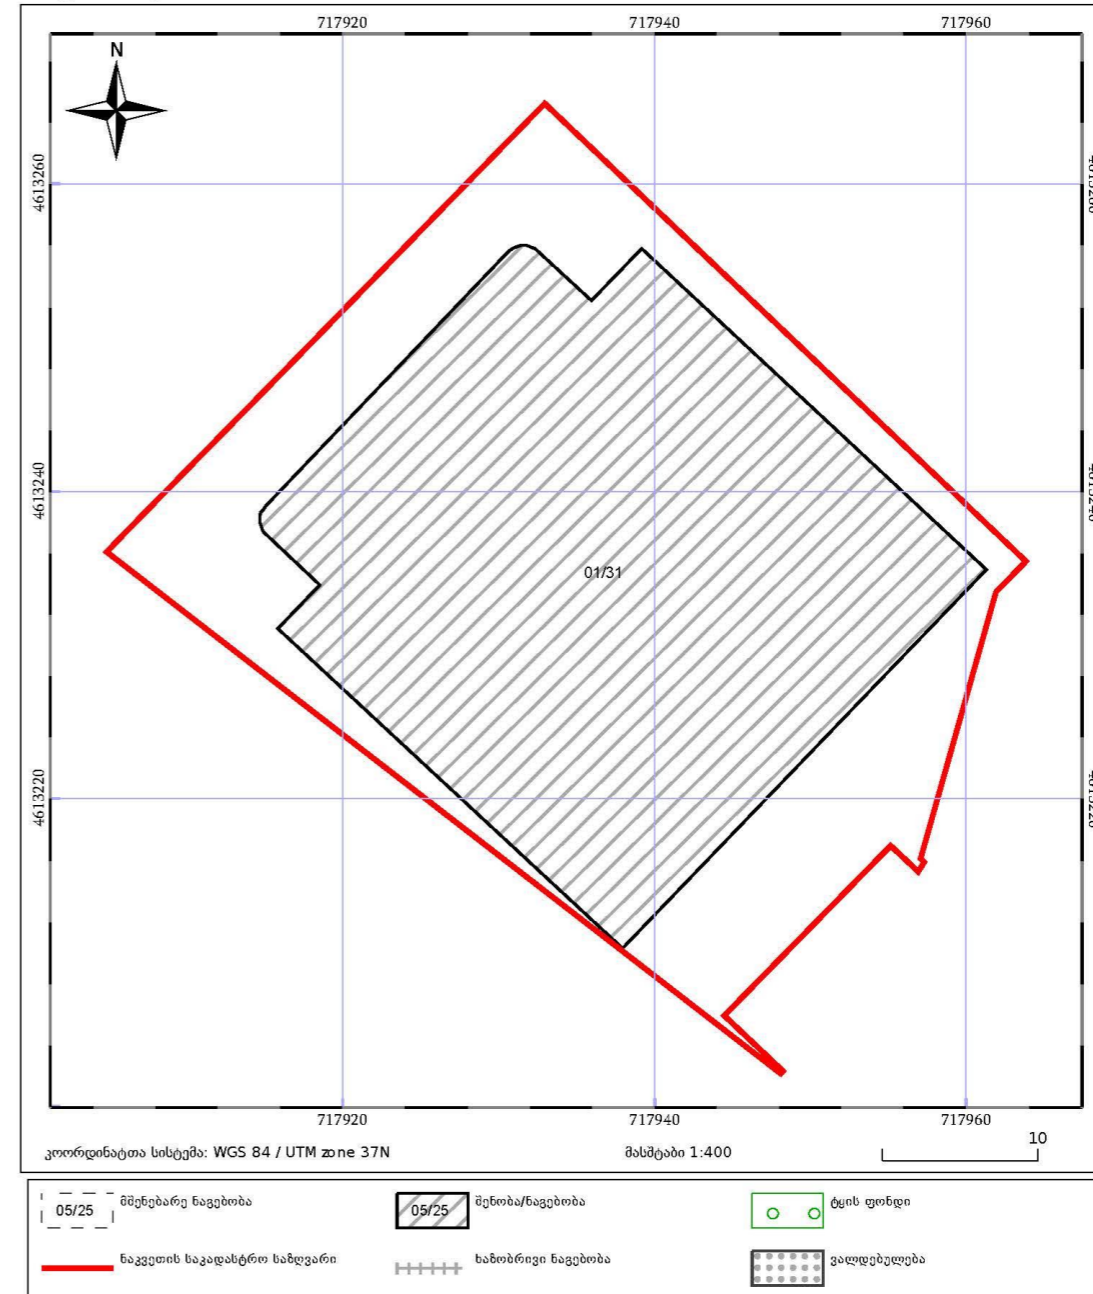 717920 717940 717960
N
4613260
4613240
4613220
01/31
717920 717940 717960
10
კოორდინატთა სისტემა: WGS 84 / UTM zone 37N მასშტაბი 1:400
05/25 მშენებარე ნაგებობა 05/25 შენობა/ნაგებობა ტყის ფონდი
ნაკვეთის საკადასტრო საზღვარი ხაზობრივი ნაგებობა ვალდებულება